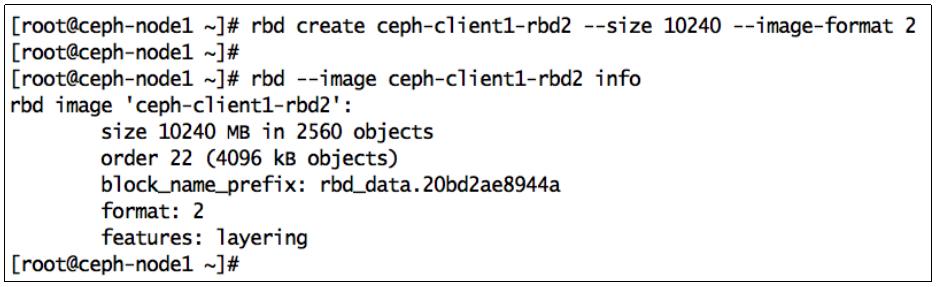 [root@ceph-node1 ~]# rbd create ceph-client1-rbd2 --size 10240 --image-format 2
[root@ceph-node1 ~]#
[root@ceph-node1 ~]# rbd --image ceph-client1-rbd2 info
rbd image 'ceph-client1-rbd2':
        size 10240 MB in 2560 objects
        order 22 (4096 kB objects)
        block_name_prefix: rbd_data.20bd2ae8944a
        format: 2
        features: layering
[root@ceph-node1 ~]#